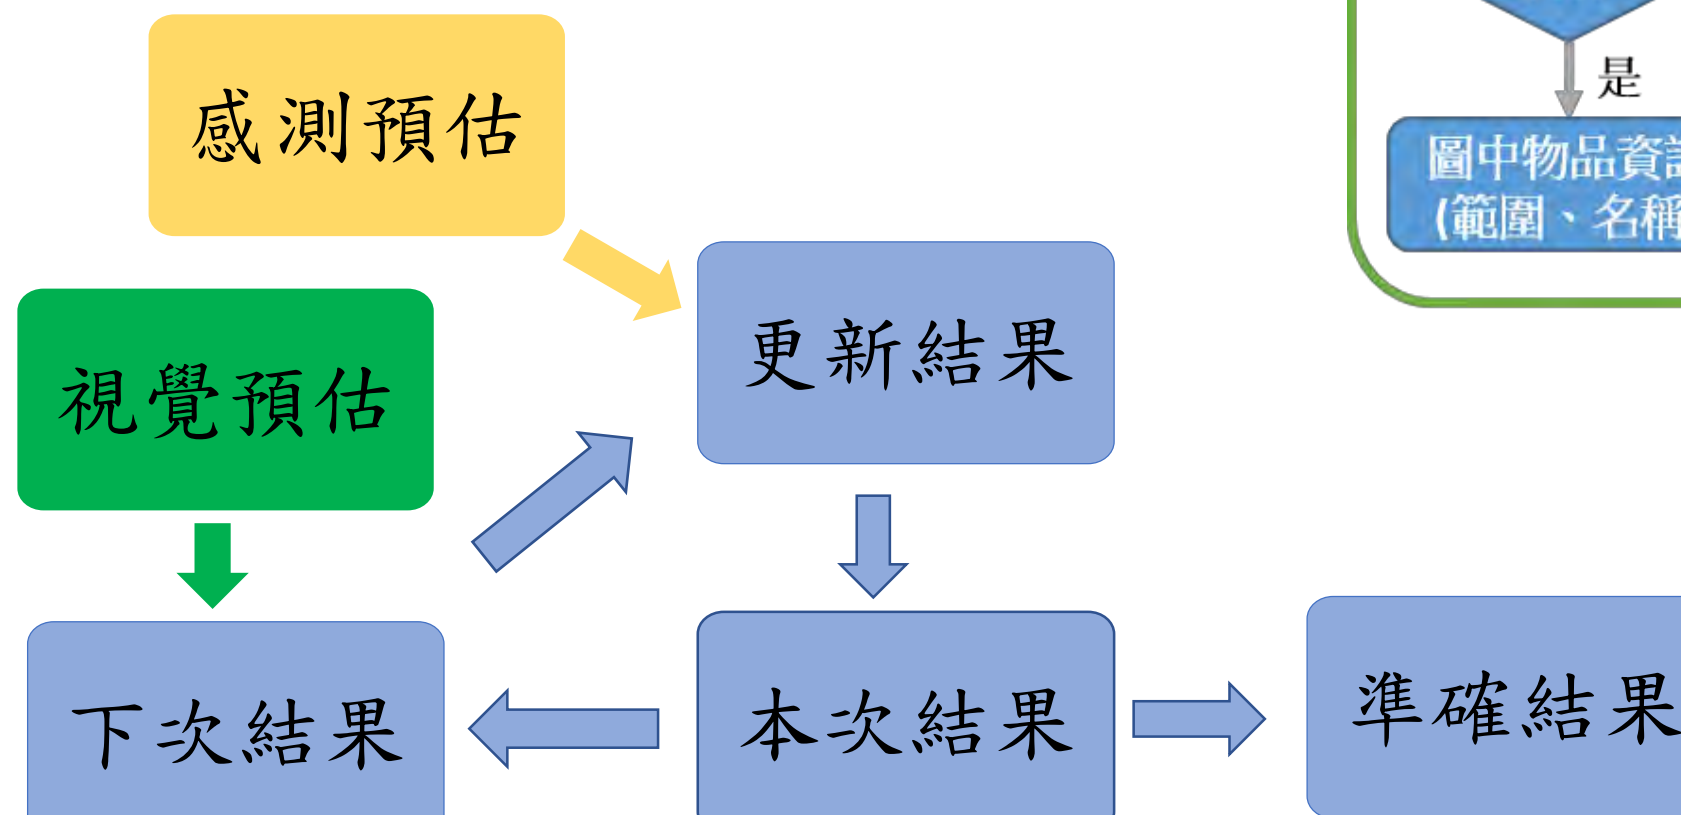 感測預估
是
圖中物品資
(範圍、名稱
更新結果
視覺預估
下次結果
本次結果
準確結果